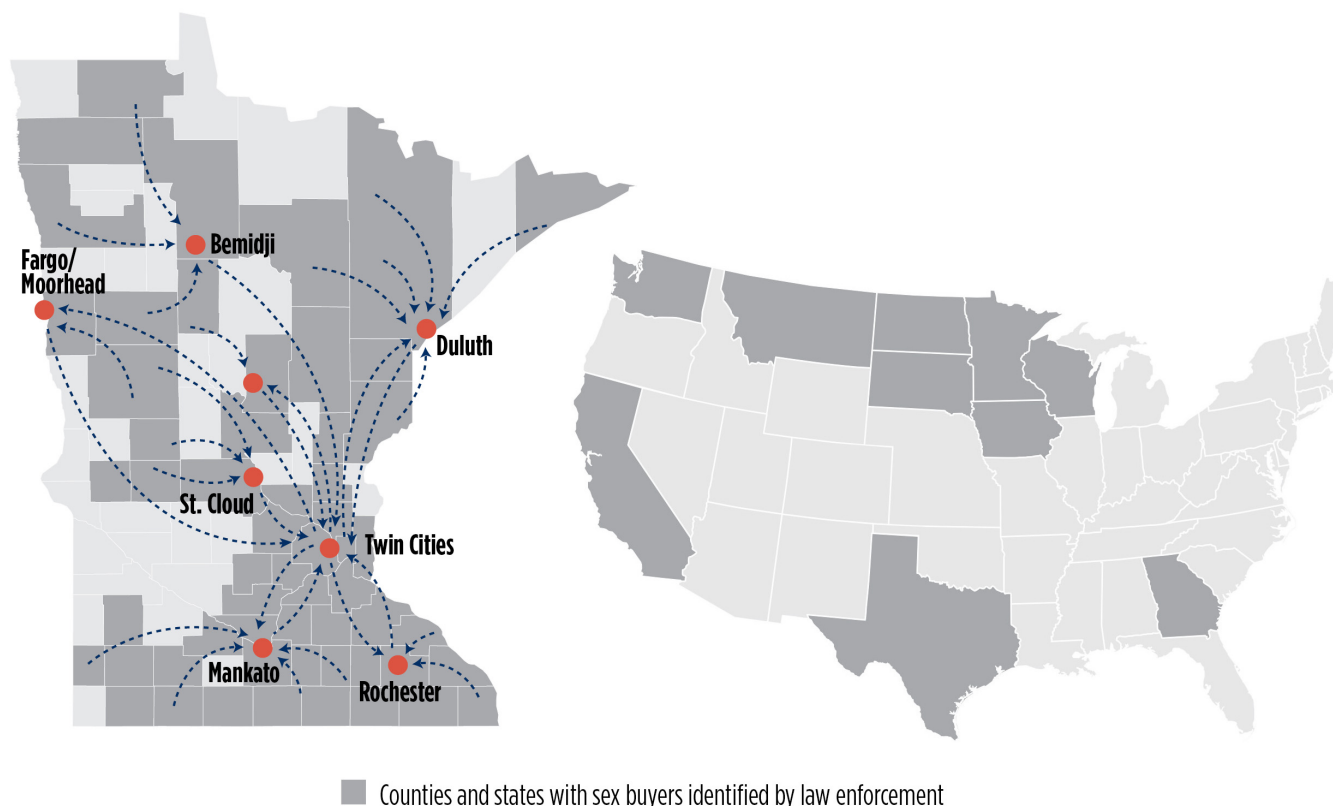 Bemidji
Fargo/
Moorhead
Duluth
St. Cloud
Twin Cities
Mankato
Rochester
Counties and states with sex buyers identified by law enforcement